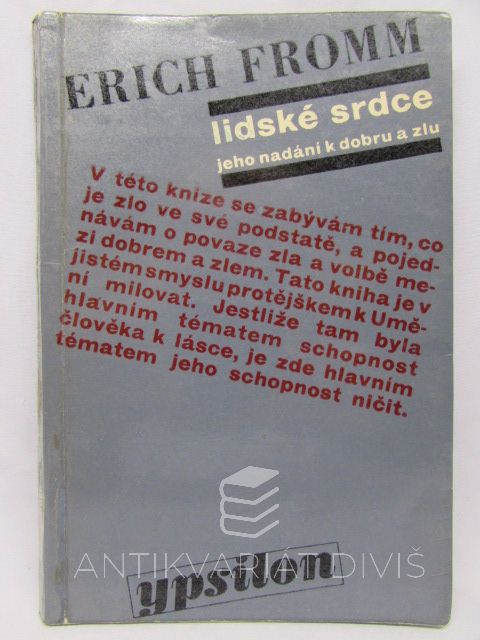 ERICH FROMM
lidské srdce
jeho nadání k dobru a zlu
V této knize se zabývám tím, co
je zlo ve své podstatě, a pojed-
návám o povaze zla a volbě me-
zi dobrem a zlem. Tato kniha je v
jistém smyslu protějškem k Umě-
ní milovat. Jestliže tam byla
hlavním tématem schopnost
člověka k lásce, je zde hlavním
tématem jeho schopnost ničit.
ANTIKVARIÁT DIVIŠ
ypsilon